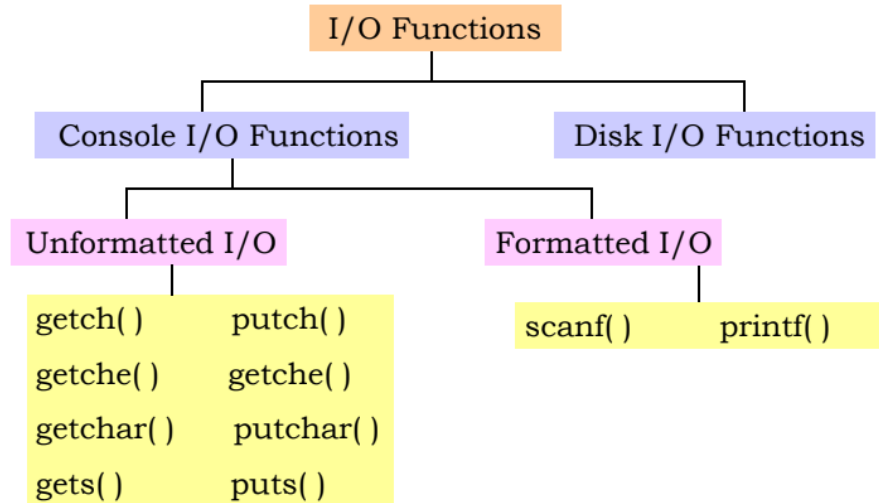 I/O Functions
Console I/O Functions
Disk I/O Functions
Unformatted I/O
Formatted I/O
getch( ) putch( )
scanf( ) printf( )
getche( ) getche( )
getchar( ) putchar( )
gets( ) puts( )